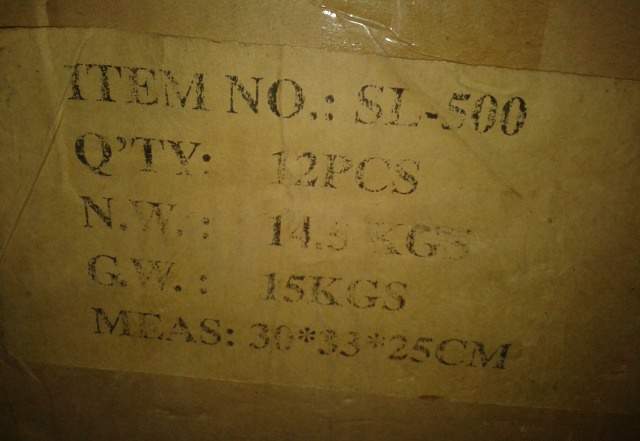 ITEM NO.: SL-500
Q'TY: 12PCS
N.W. : 14.5 KGS
G.W. : 15KGS
MEAS: 30*33*25CM